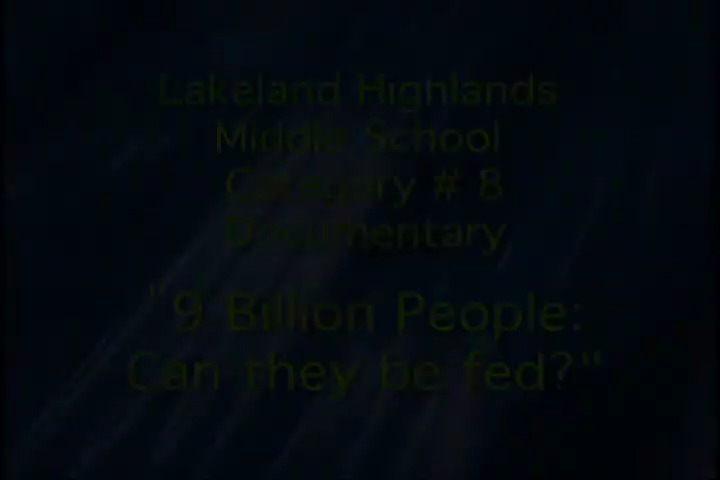 Lakeland Highlands
Middle School
Category # 8
Documentary
"9 Billion People:
Can they be fed?"